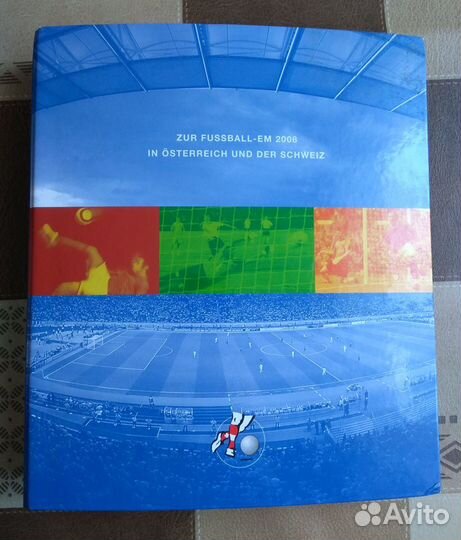 ZUR FUSSBALL-EM 2008
IN ÖSTERREICH UND DER SCHWEIZ
Avito